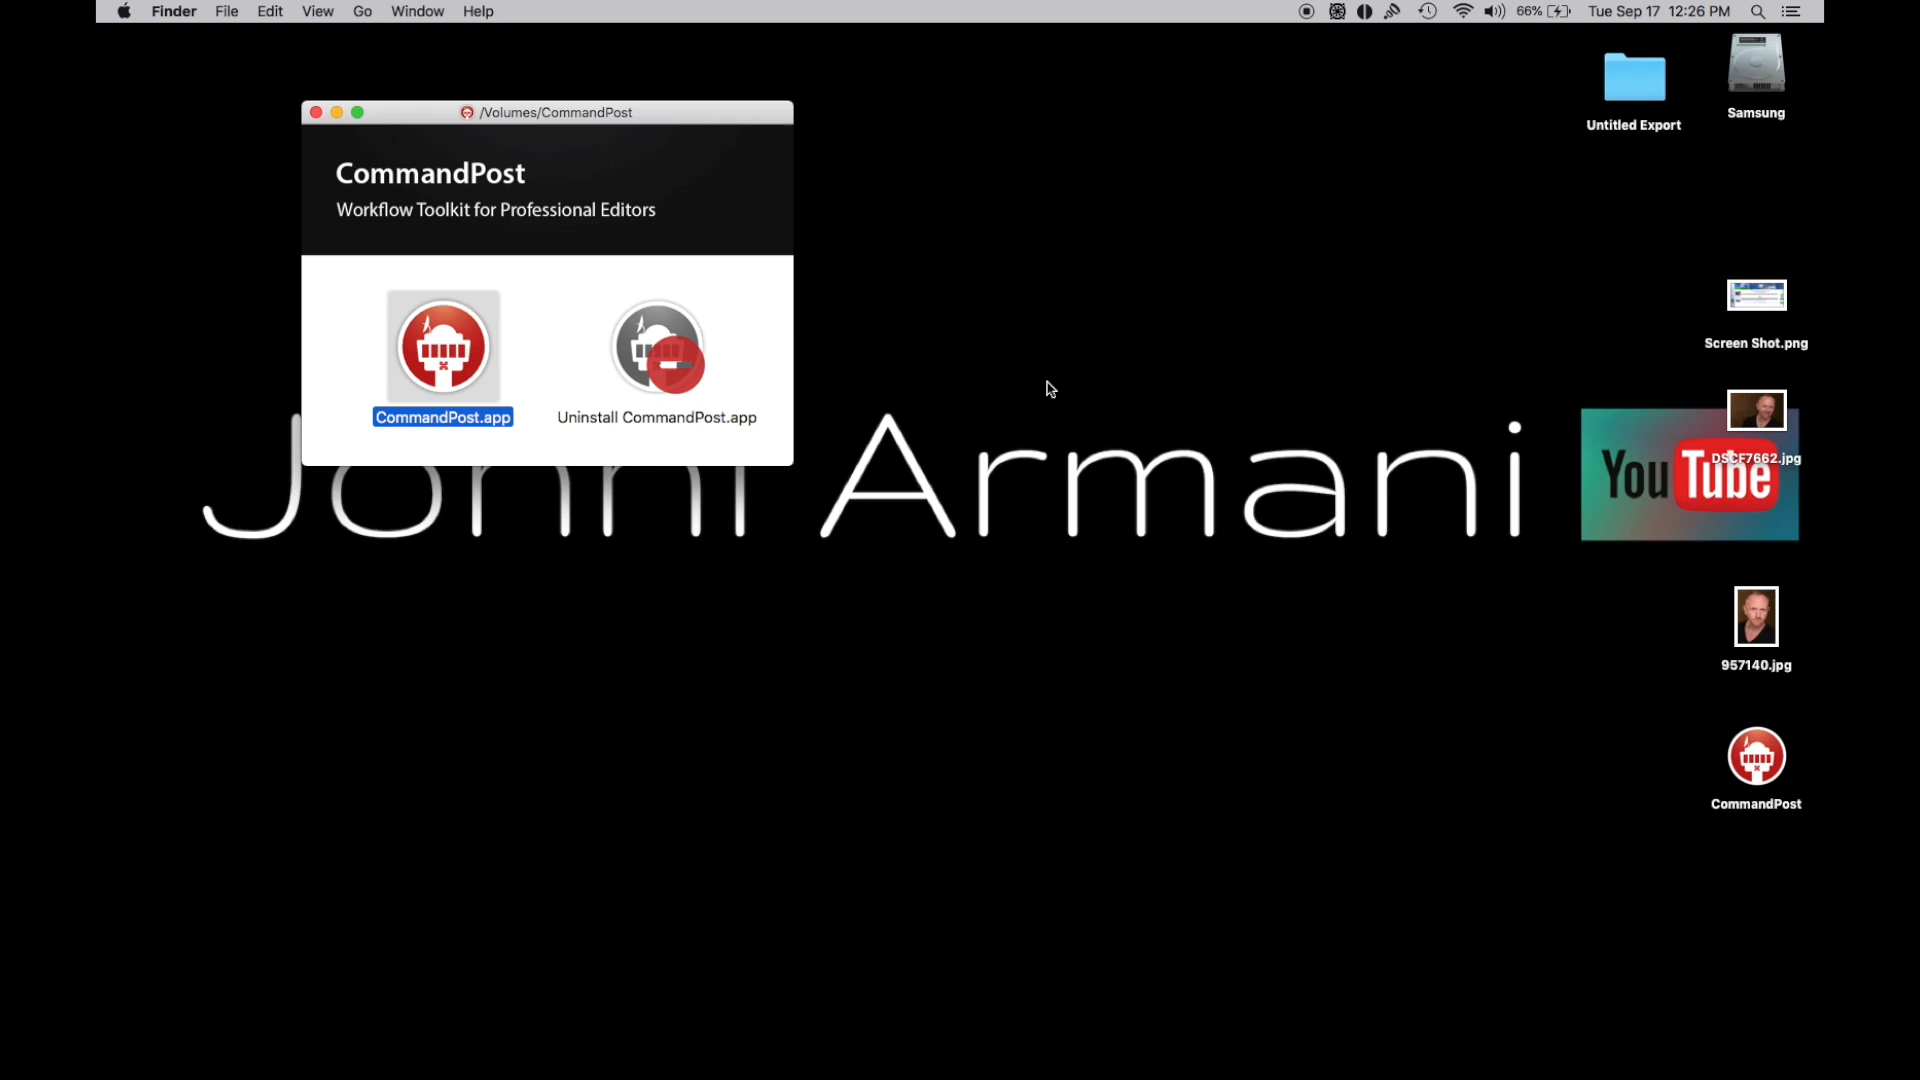 Finder File Edit View Go Window Help
66% Tue Sep 17 12:26 PM
Untitled Export
Samsung
/Volumes/CommandPost
CommandPost
Workflow Toolkit for Professional Editors
CommandPost.app
Uninstall CommandPost.app
Jonni Armani
Screen Shot.png
DSCF7662.jpg
YouTube
957140.jpg
CommandPost